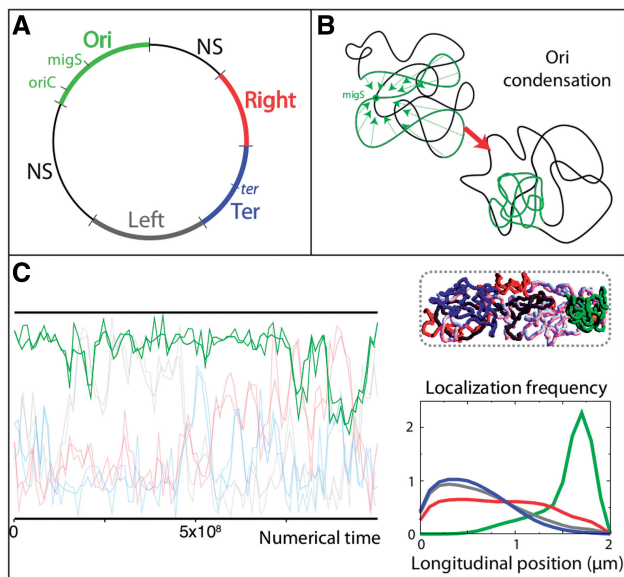 A
Ori
migS
oriC
NS
Right
NS
ter
Ter
Left
B
Ori
condensation
migS
C
0
5x10⁸
Numerical time
Localization frequency
2
1
0
0
1
2
Longitudinal position (μm)